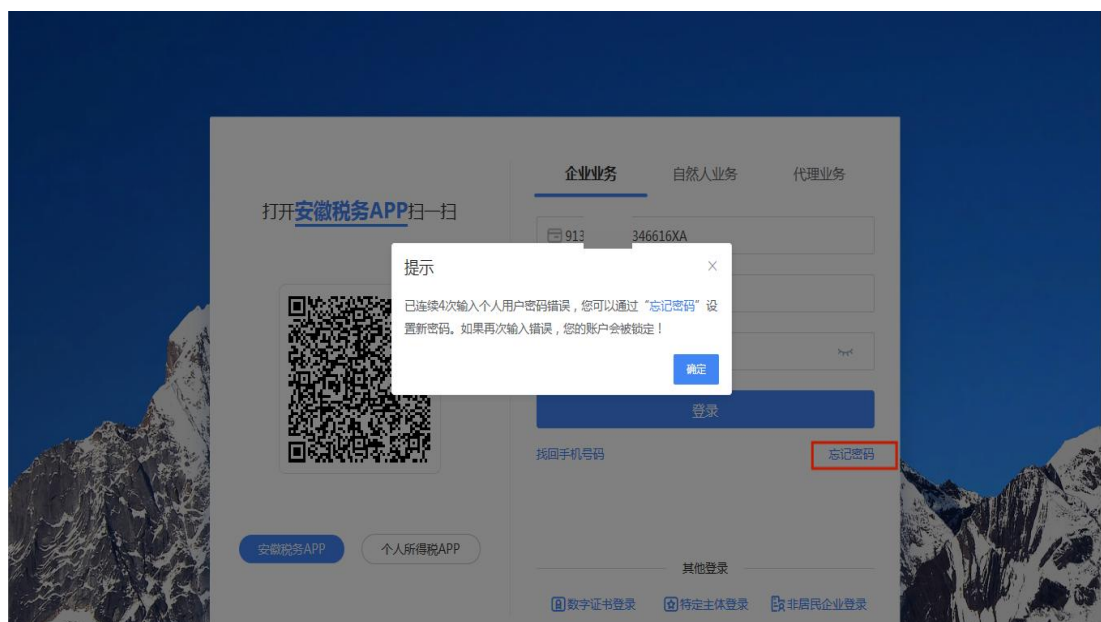 企业业务 自然人业务 代理业务
打开安徽税务APP扫一扫
913 346616XA
提示
已连续4次输入个人用户密码错误，您可以通过“忘记密码”设
置新密码。如果再次输入错误，您的账户会被锁定！
确定
登录
找回手机号码 忘记密码
安徽税务APP 个人所得税APP
其他登录
数字证书登录 特定主体登录 非居民企业登录